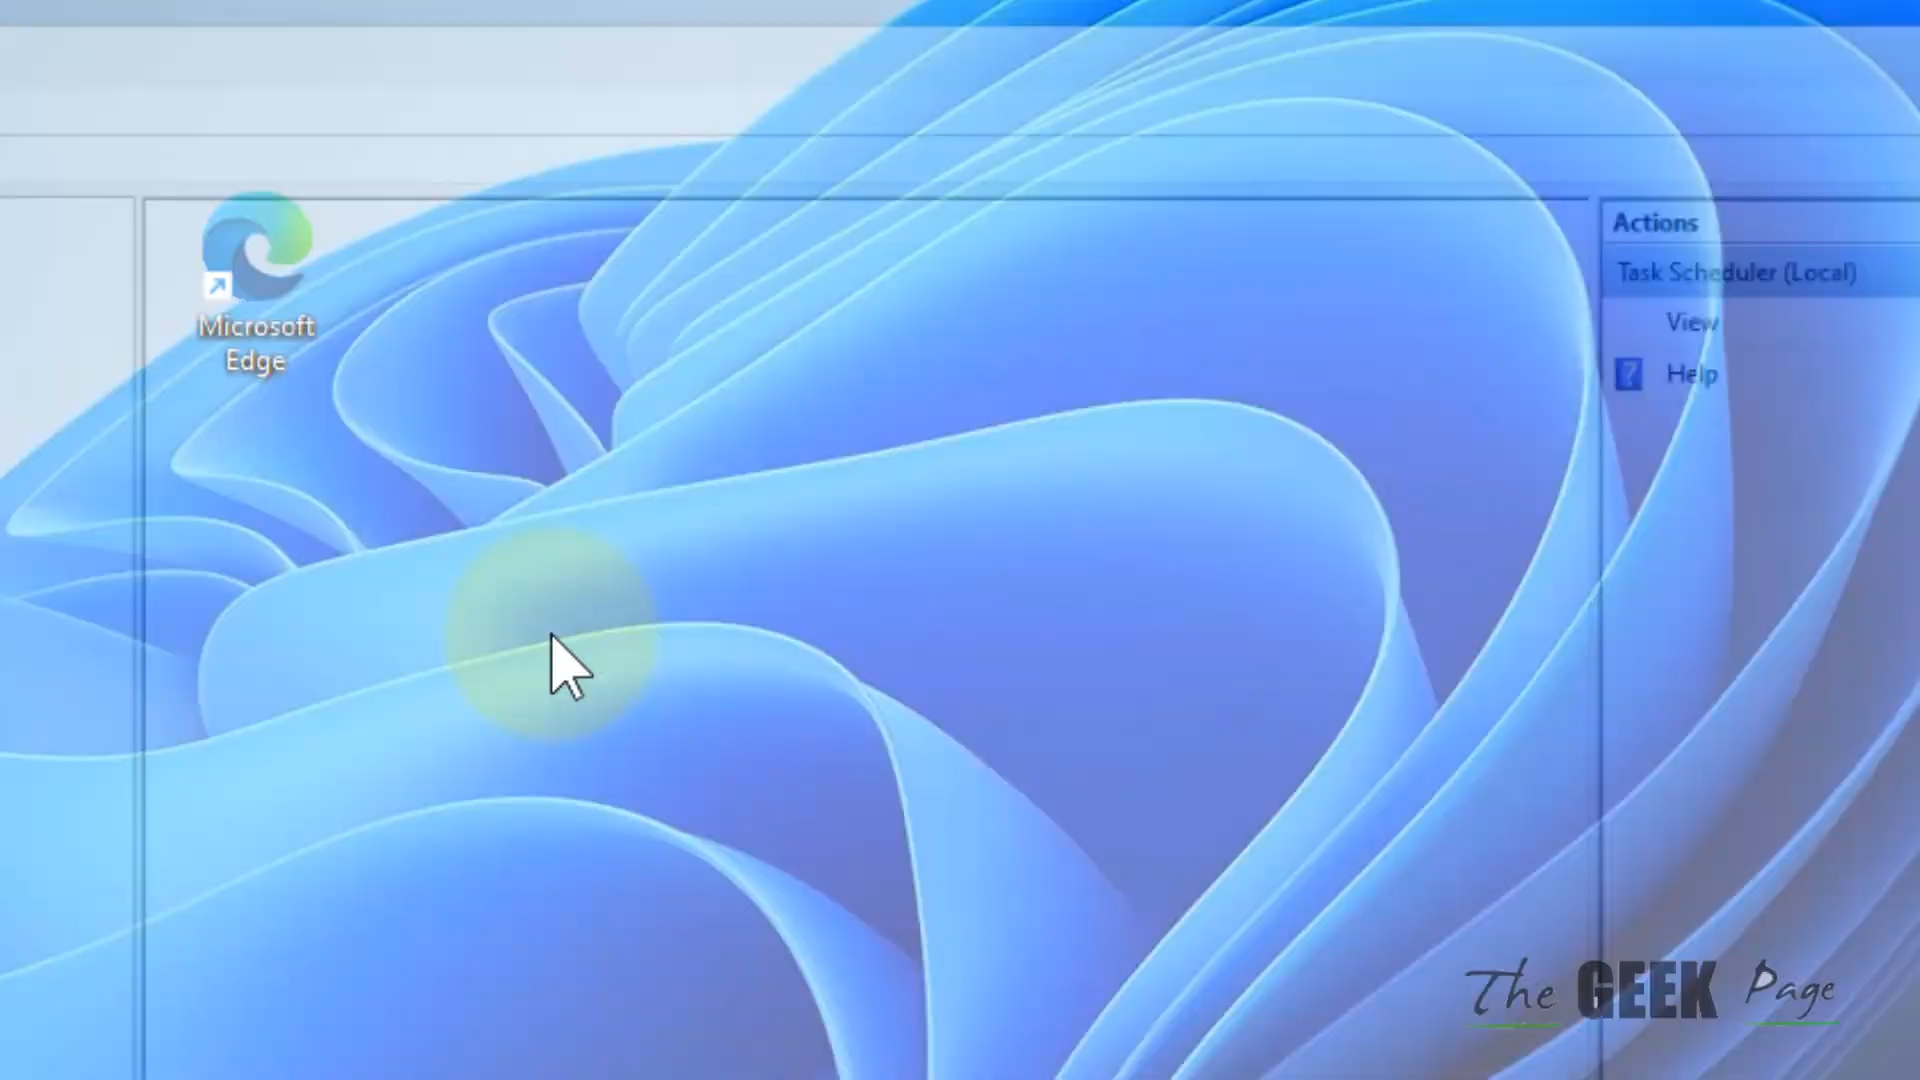 Actions
Task Scheduler (Local)
View
? Help
Microsoft
Edge
The GEEK Page